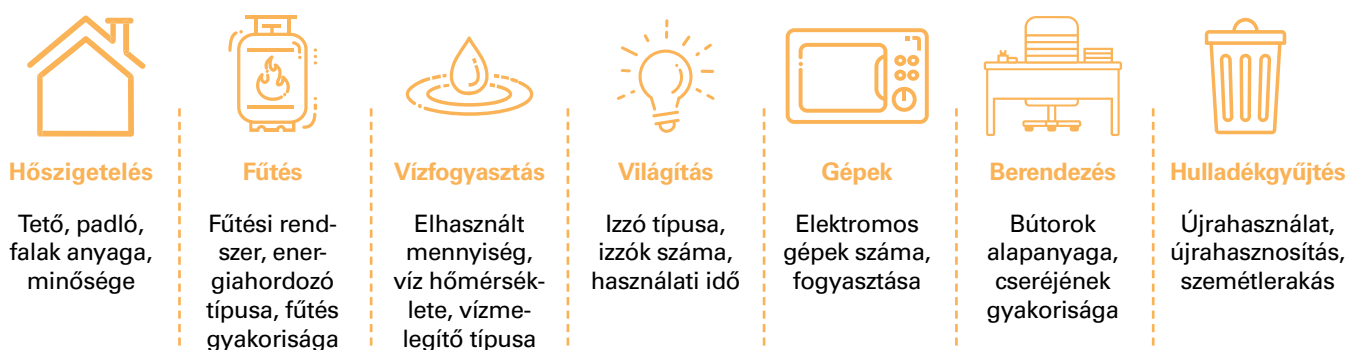 Hőszigetelés
Tető, padló,
falak anyaga,
minősége
Fűtés
Fűtési rend-
szer, ener-
giahordozó
típusa, fűtés
gyakorisága
Vízfogyasztás
Elhasznált
mennyiség,
víz hőmérsék-
lete, vízme-
legítő típusa
Világítás
Izzó típusa,
izzók száma,
használati idő
Gépek
Elektromos
gépek száma,
fogyasztása
Berendezés
Bútorok
alapanyaga,
cseréjének
gyakorisága
Hulladékgyűjtés
Újrahasználat,
újrahasznosítás,
szemétlerakás